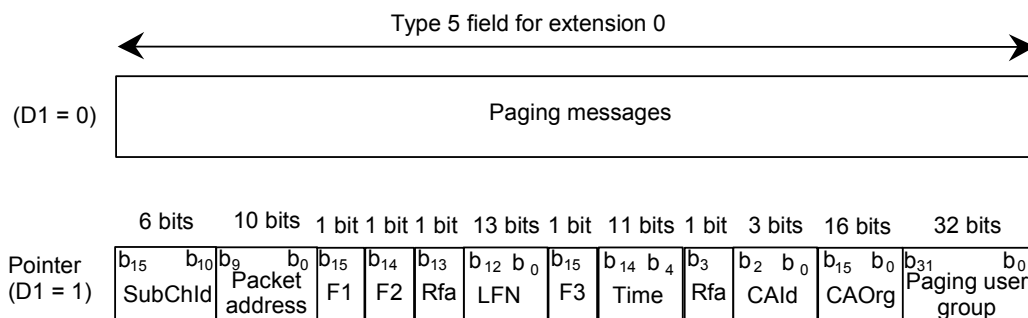 Type 5 field for extension 0
(D1 = 0)
Paging messages
6 bits 10 bits 1 bit 1 bit 1 bit 13 bits 1 bit 11 bits 1 bit 3 bits 16 bits 32 bits
Pointer
(D1 = 1)
b15 b10 b9 b0 b15 b14 b13 b12 b0 b15 b14 b4 b3 b2 b0 b15 b0 b31 b0
SubChId Packet address F1 F2 Rfa LFN F3 Time Rfa CAId CAOrg Paging user group